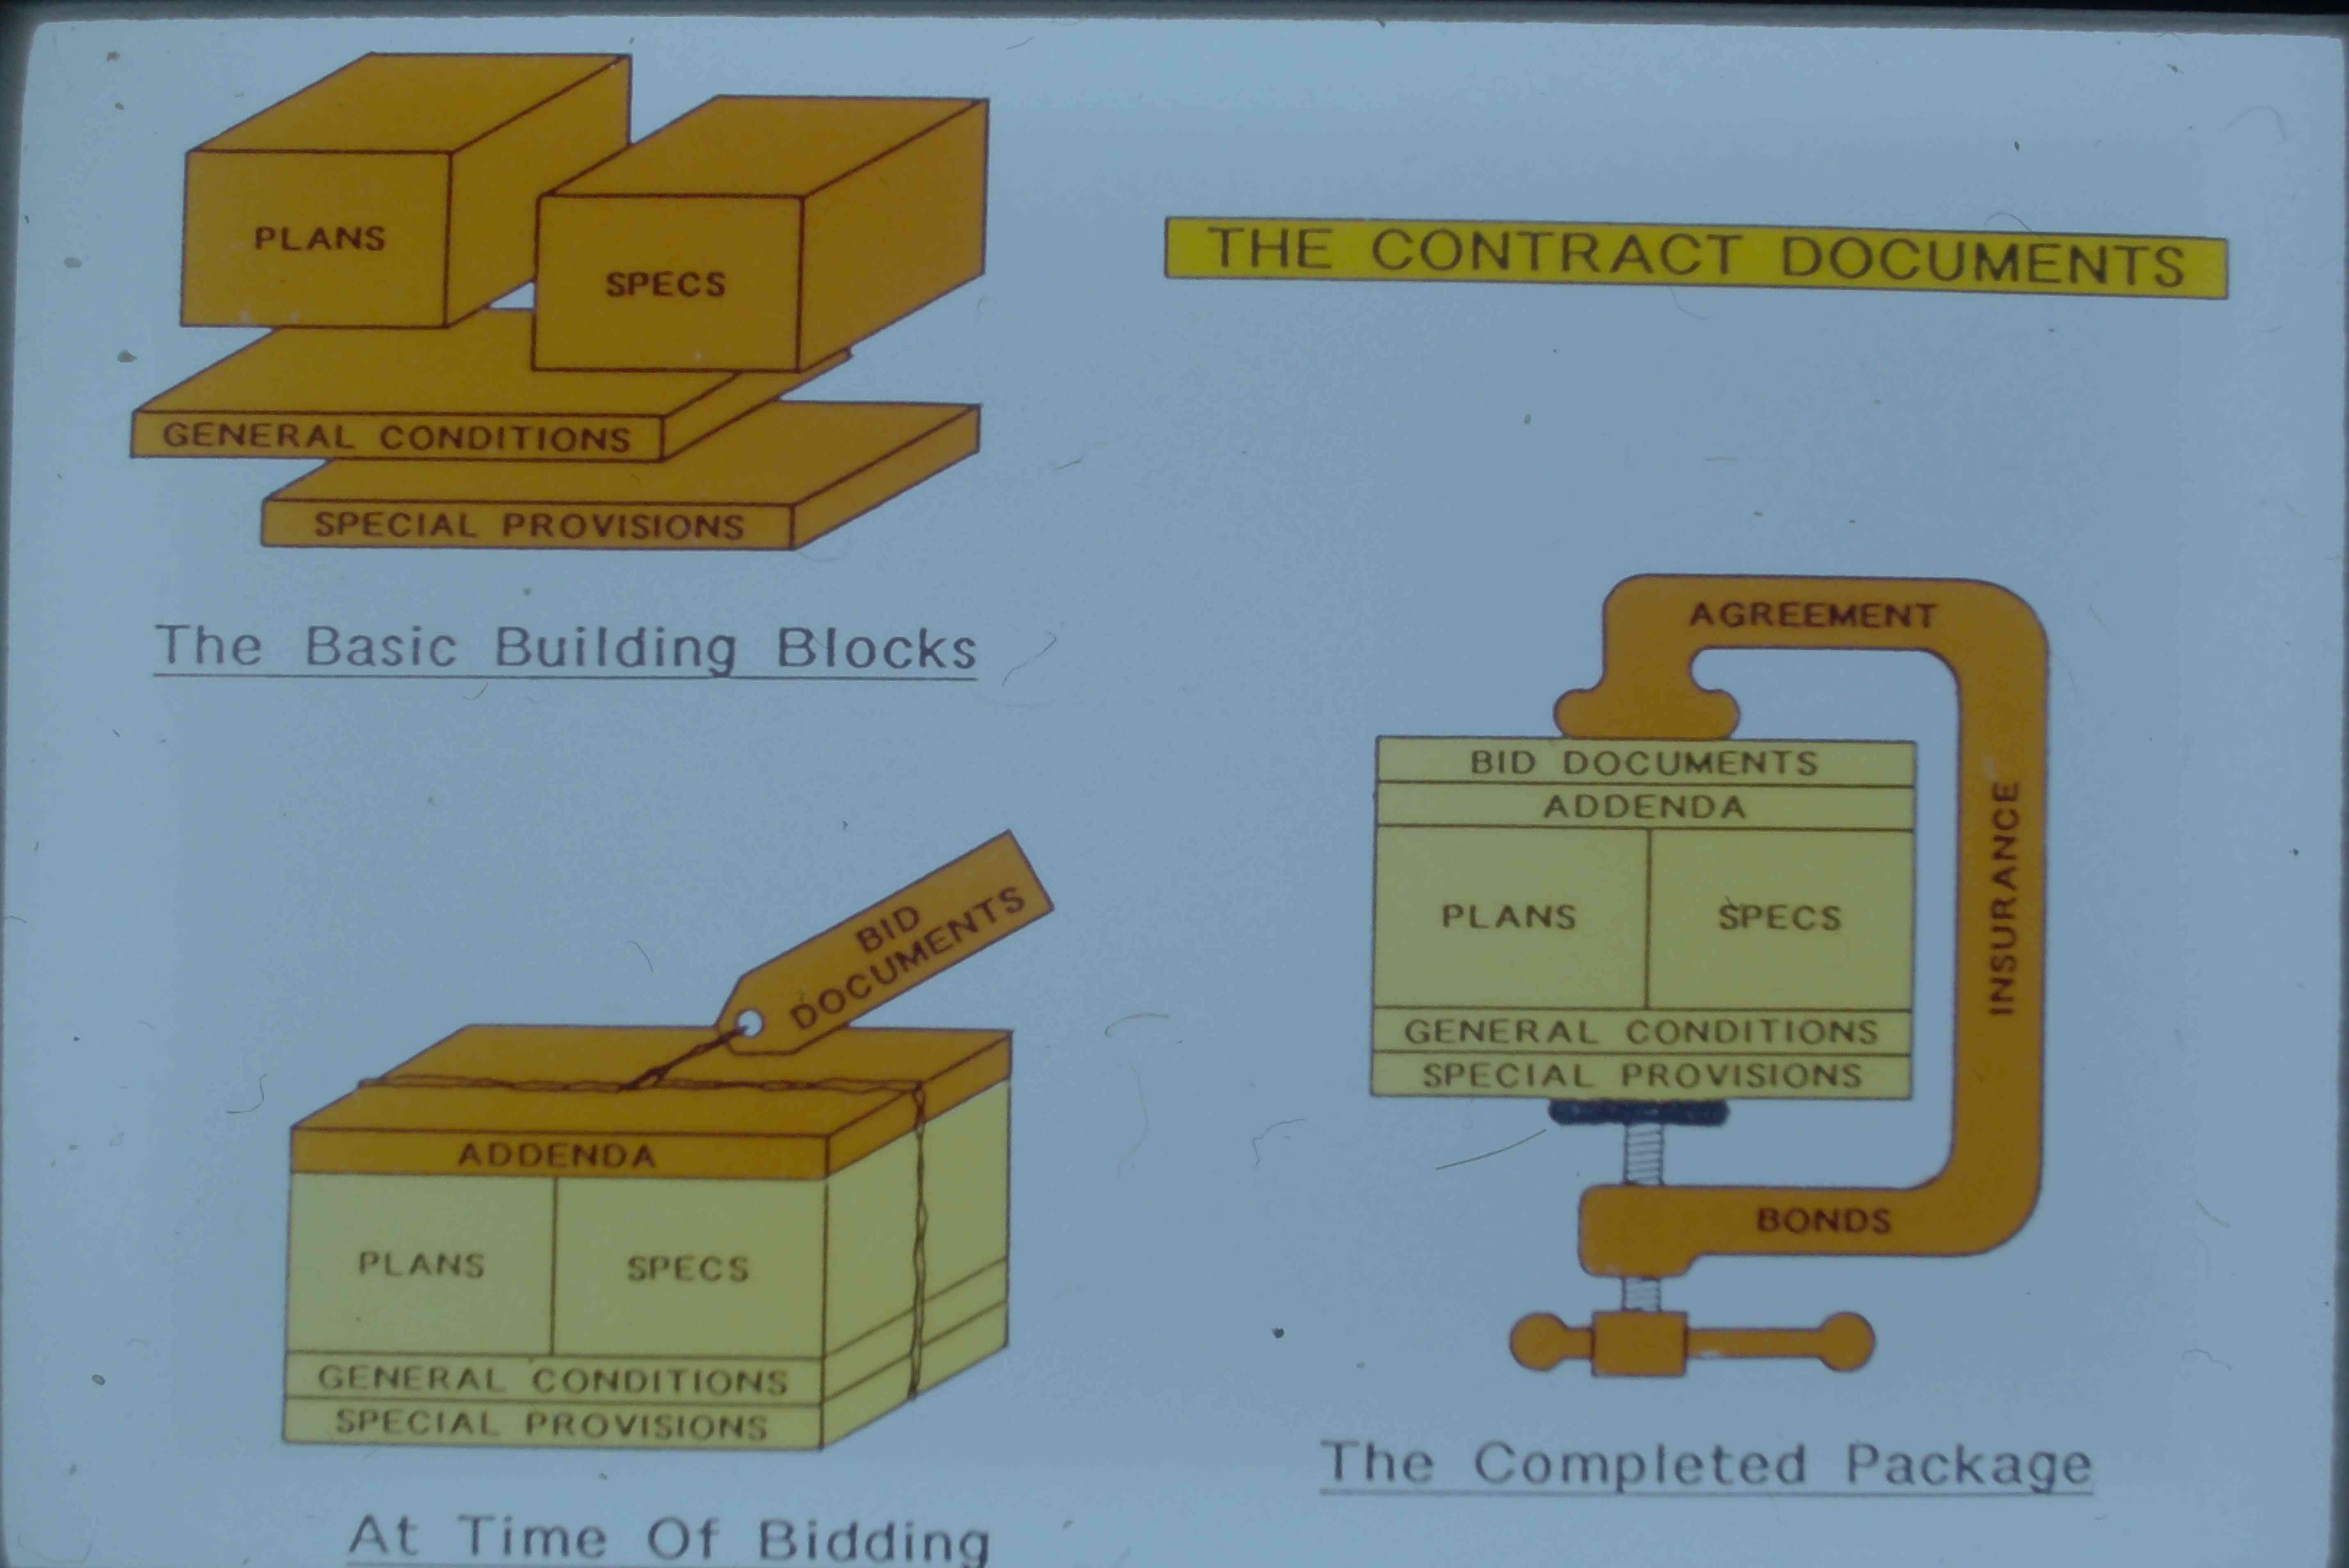 PLANS
SPECS
GENERAL CONDITIONS
SPECIAL PROVISIONS
The Basic Building Blocks
THE CONTRACT DOCUMENTS
BID
DOCUMENTS
ADDENDA
PLANS
SPECS
GENERAL CONDITIONS
SPECIAL PROVISIONS
At Time Of Bidding
AGREEMENT
INSURANCE
BONDS
BID DOCUMENTS
ADDENDA
PLANS
SPECS
GENERAL CONDITIONS
SPECIAL PROVISIONS
The Completed Package